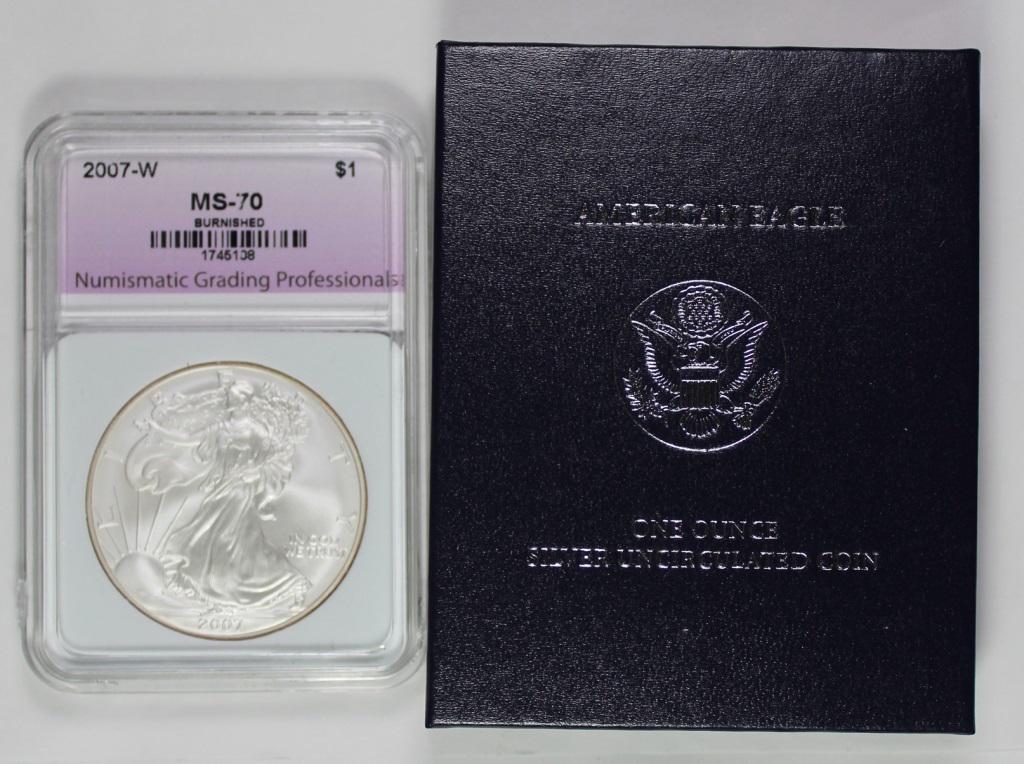 2007-W $1
MS-70
BURNISHED
1745108
Numismatic Grading Professionals
L I T Y
IN GOD
WE TRUST
2007
AMERICAN EAGLE
ONE OUNCE
SILVER UNCIRCULATED COIN